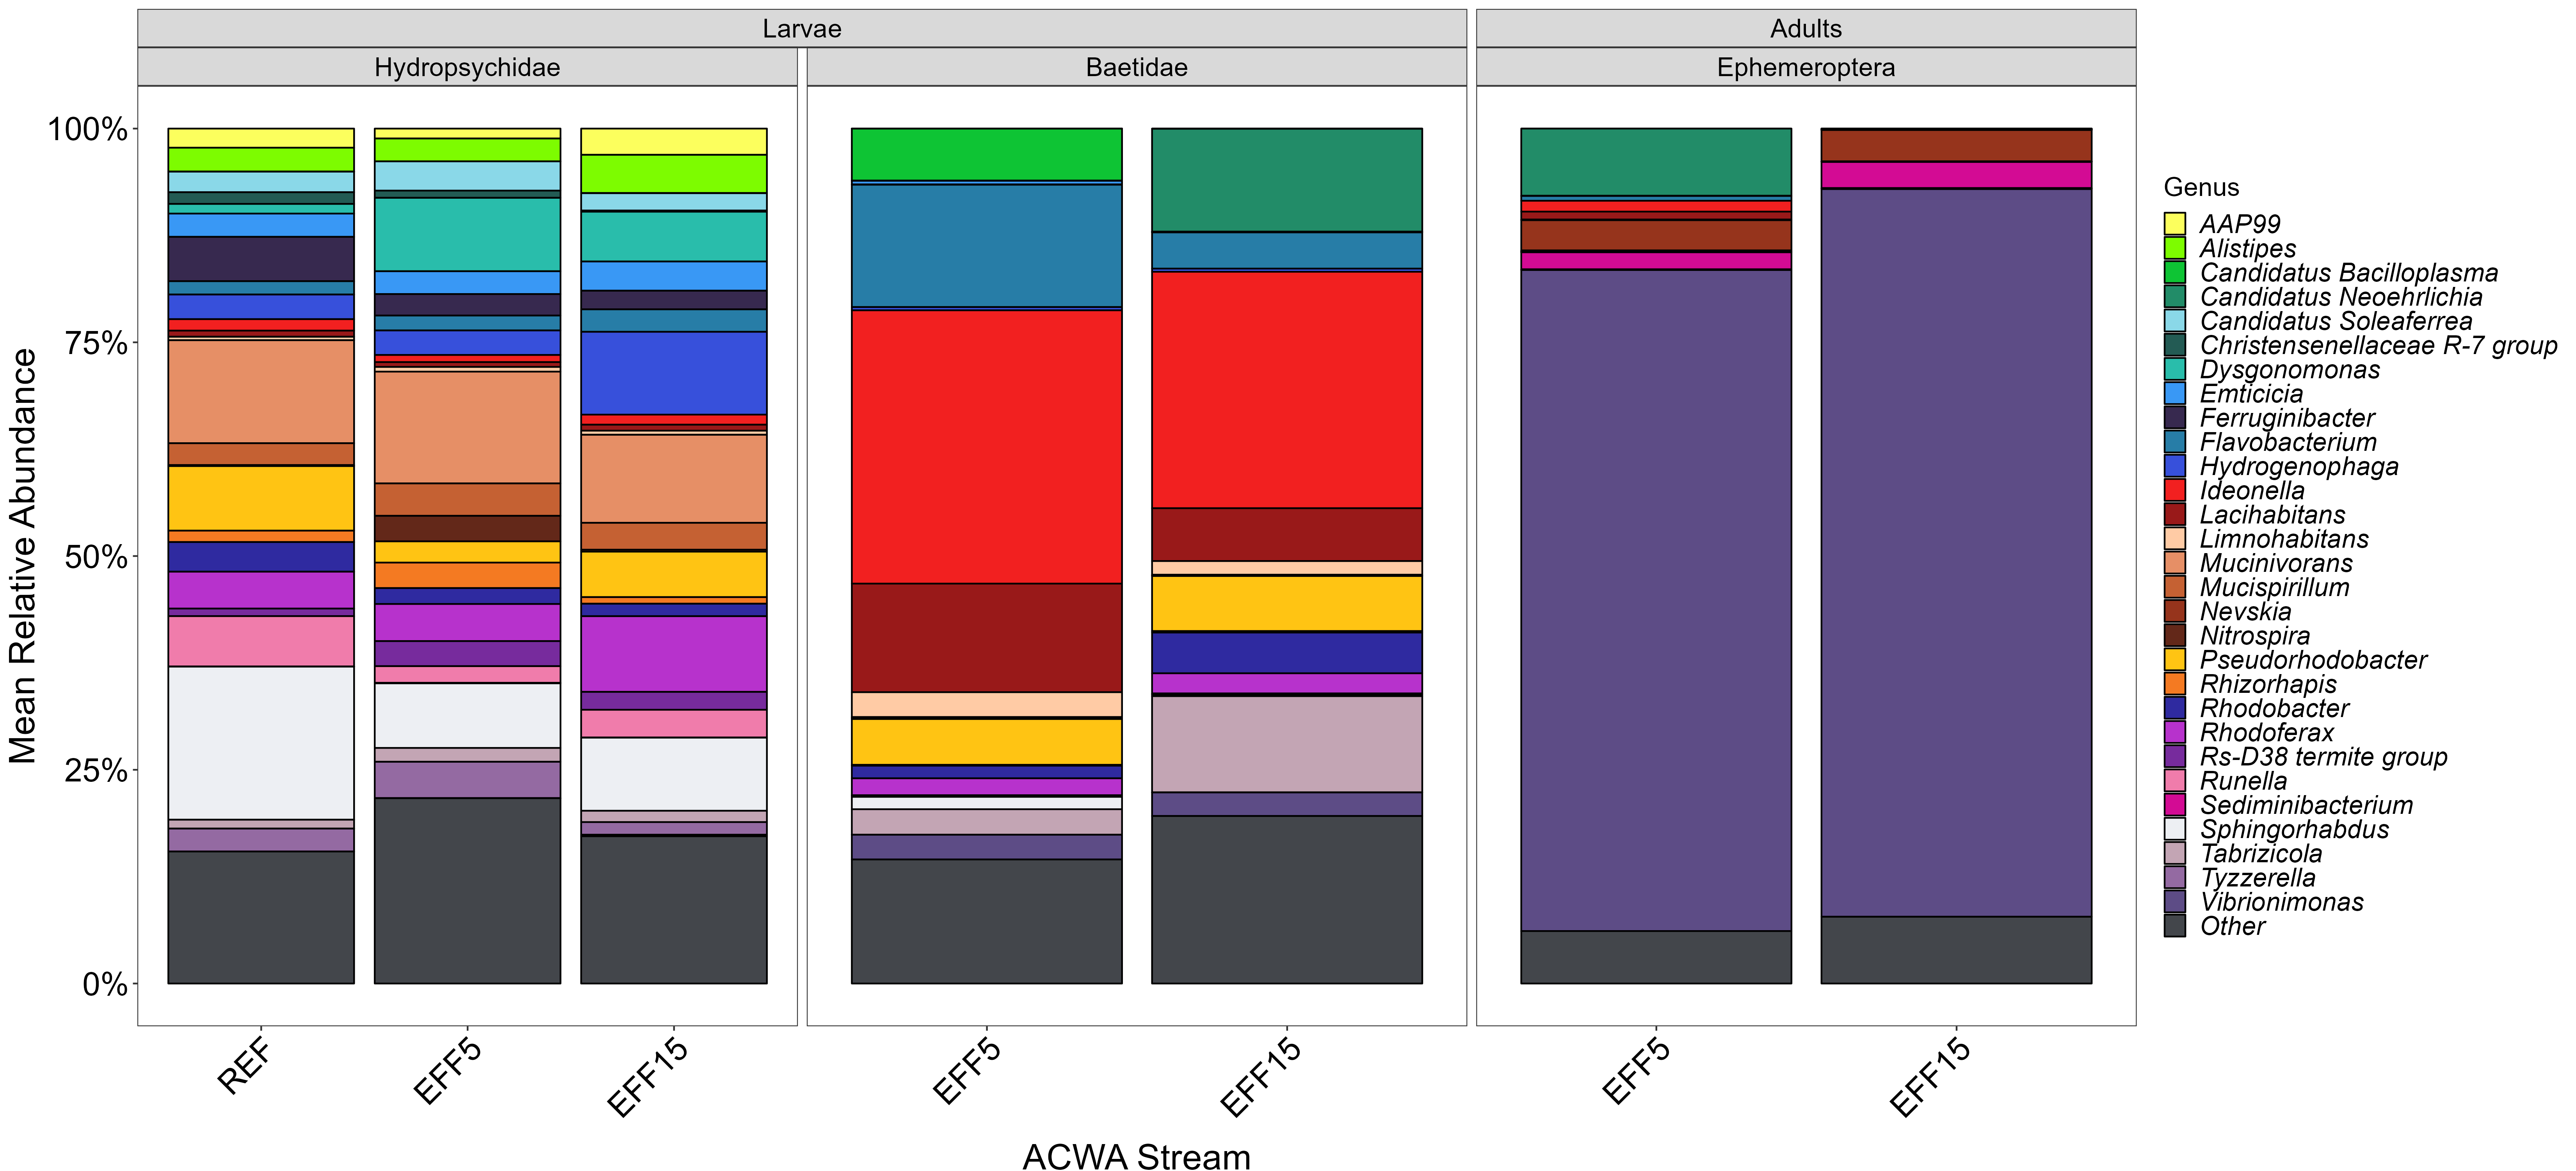 Larvae
Adults
Hydropsychidae
Baetidae
Ephemeroptera
Mean Relative Abundance
100%
75%
50%
25%
0%
REF
EFF5
EFF15
EFF5
EFF15
EFF5
EFF15
ACWA Stream
Genus
AAP99
Alistipes
Candidatus Bacilloplasma
Candidatus Neoehrlichia
Candidatus Soleaferrea
Christensenellaceae R-7 group
Dysgonomonas
Emticicia
Ferruginibacter
Flavobacterium
Hydrogenophaga
Ideonella
Lacihabitans
Limnohabitans
Mucinivorans
Mucispirillum
Nevskia
Nitrospira
Pseudorhodobacter
Rhizorhapis
Rhodobacter
Rhodoferax
Rs-D38 termite group
Runella
Sediminibacterium
Sphingorhabdus
Tabrizicola
Tyzzerella
Vibrionimonas
Other